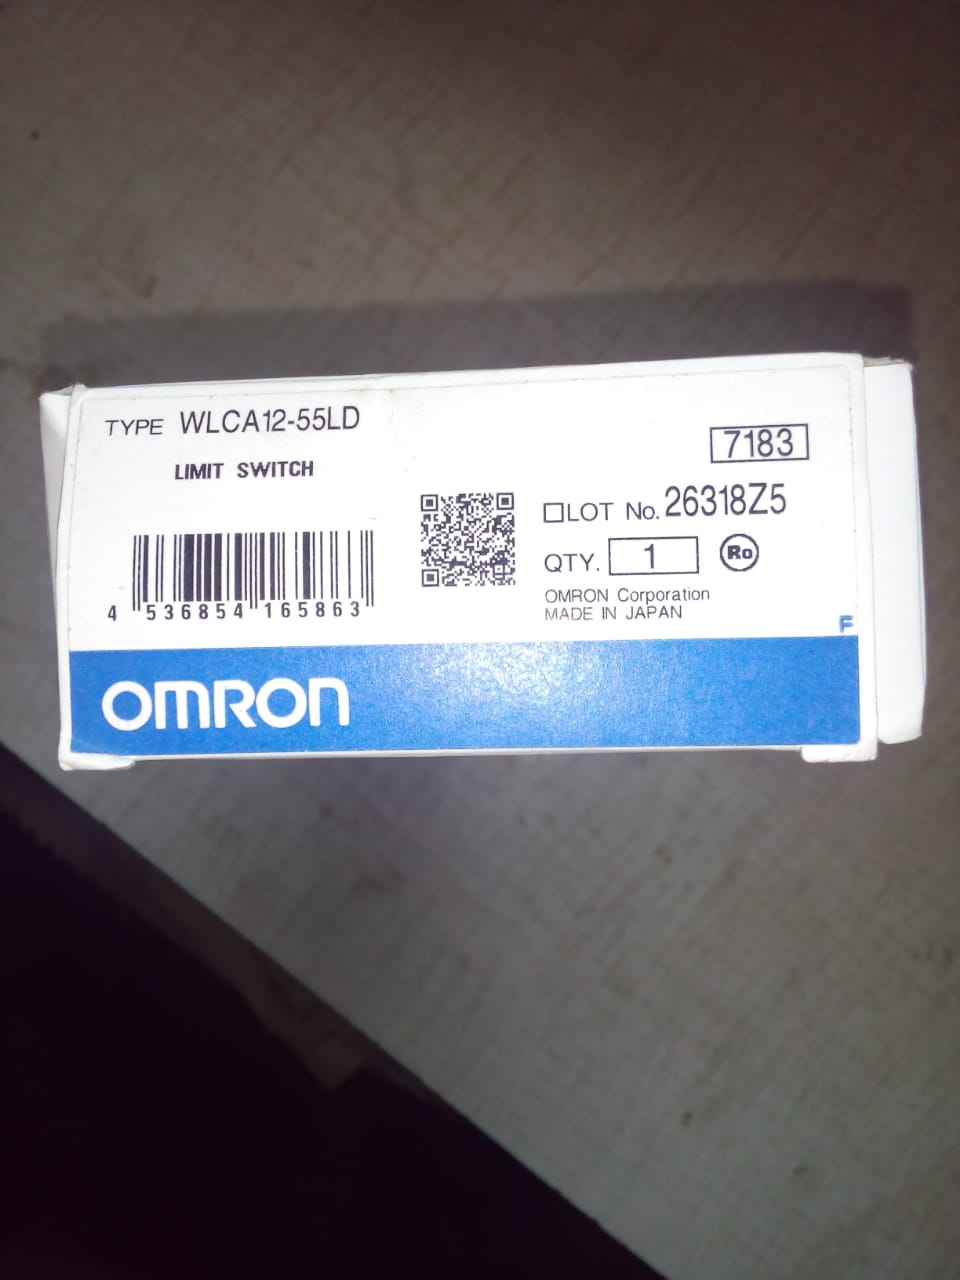 TYPE WLCA12-55LD
LIMIT SWITCH
7183
LOT No. 26318Z5
QTY. 1 Ro
OMRON Corporation
MADE IN JAPAN
4 536854 165863
F
OMRON